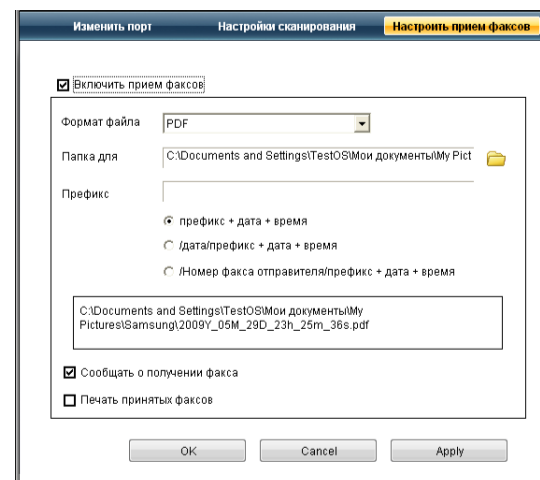 Изменить порт Настройки сканирования Настроить прием факсов
Включить прием факсов
Формат файла PDF
Папка для C:\Documents and Settings\TestOS\Мои документы\My Pict
Префикс
префикс + дата + время
/дата/префикс + дата + время
/Номер факса отправителя/префикс + дата + время
C:\Documents and Settings\TestOS\Мои документы\My
Pictures\Samsung\2009Y_05M_29D_23h_25m_36s.pdf
Сообщать о получении факса
Печать принятых факсов
OK Cancel Apply